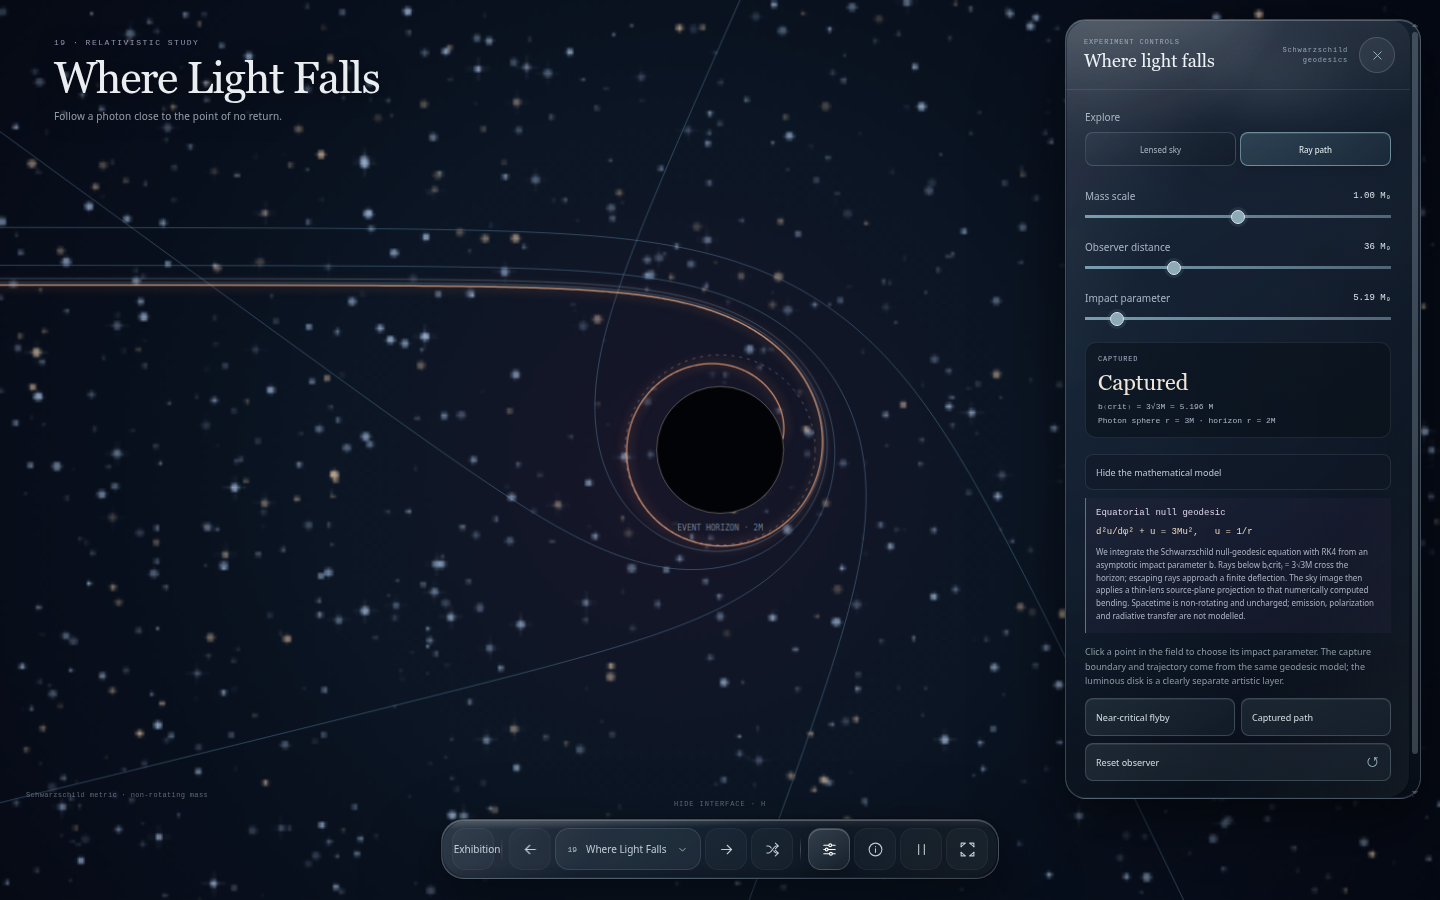 19 · RELATIVISTIC STUDY
Where Light Falls
Follow a photon close to the point of no return.
EXPERIMENT CONTROLS
Where light falls
Schwarzschild
geodesics
Explore
Lensed sky
Ray path
Mass scale
1.00 M₀
Observer distance
36 M₀
Impact parameter
5.19 M₀
CAPTURED
Captured
b₍crit₎ = 3√3M = 5.196 M
Photon sphere r = 3M · horizon r = 2M
Hide the mathematical model
Equatorial null geodesic
d²u/dφ² + u = 3Mu², u = 1/r
We integrate the Schwarzschild null-geodesic equation with RK4 from an
asymptotic impact parameter b. Rays below b₍crit₎ = 3√3M cross the
horizon; escaping rays approach a finite deflection. The sky image then
applies a thin-lens source-plane projection to that numerically computed
bending. Spacetime is non-rotating and uncharged; emission, polarization
and radiative transfer are not modelled.
Click a point in the field to choose its impact parameter. The capture
boundary and trajectory come from the same geodesic model; the
luminous disk is a clearly separate artistic layer.
Near-critical flyby
Captured path
Reset observer
EVENT HORIZON · 2M
Schwarzschild metric · non-rotating mass
HIDE INTERFACE · H
Exhibition
19 Where Light Falls